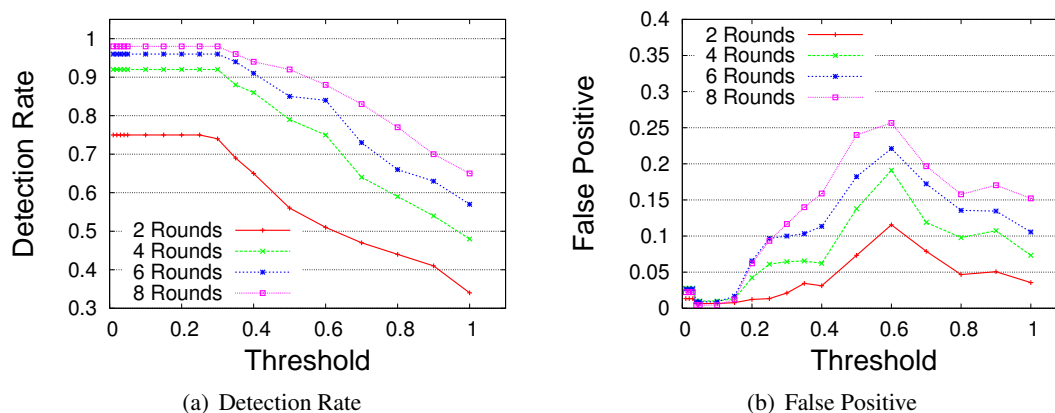 1
0.9
0.8
0.7
0.6
0.5
0.4
0.3
Detection Rate
2 Rounds
4 Rounds
6 Rounds
8 Rounds
0 0.2 0.4 0.6 0.8 1
Threshold
(a) Detection Rate
0.4
0.35
0.3
0.25
0.2
0.15
0.1
0.05
0
False Positive
2 Rounds
4 Rounds
6 Rounds
8 Rounds
0 0.2 0.4 0.6 0.8 1
Threshold
(b) False Positive